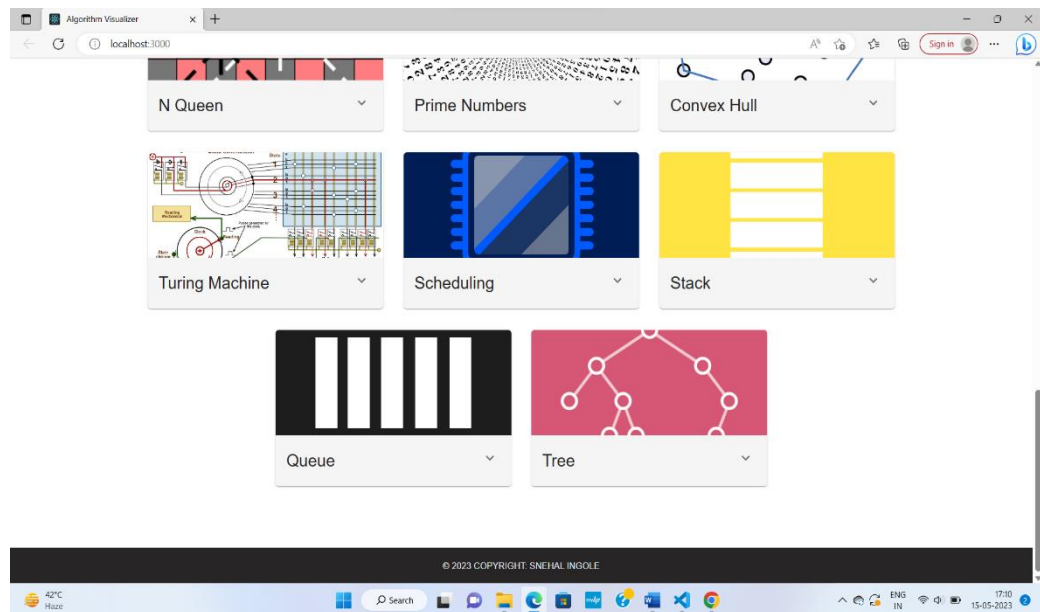 Algorithm Visualizer
localhost:3000
Sign in
N Queen
Prime Numbers
Convex Hull
Turing Machine
Scheduling
Stack
Queue
Tree
© 2023 COPYRIGHT: SNEHAL INGOLE
42°C
Haze
Search
ENG
IN
17:10
15-05-2023
2